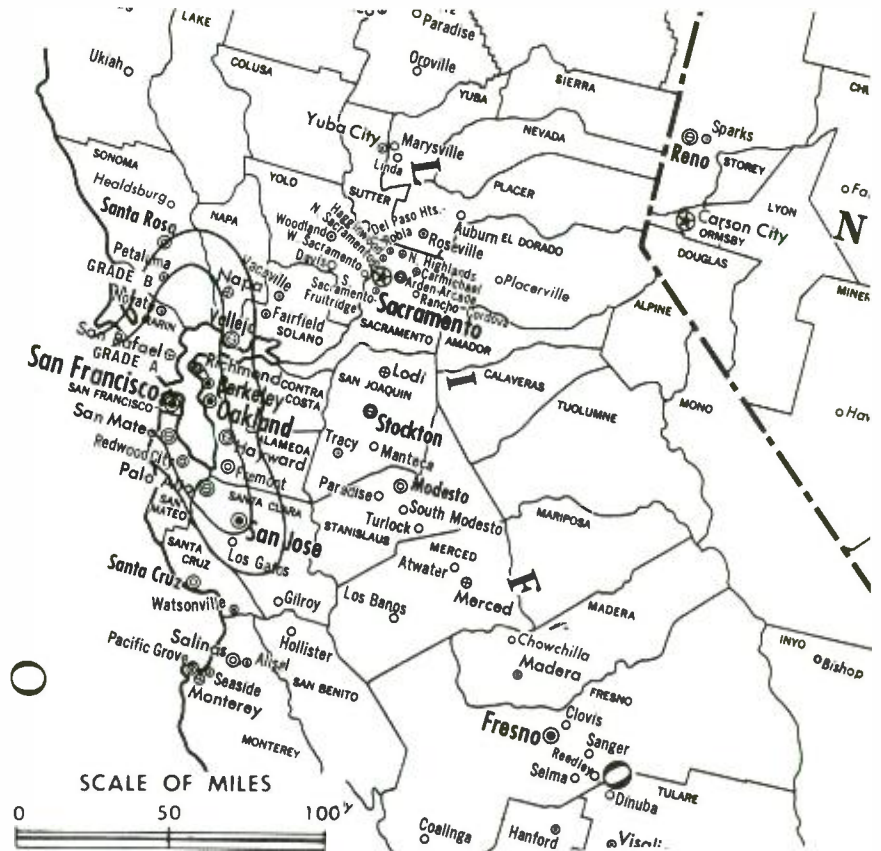 LAKE
Paradise
Ukiah
COLUSA
Oroville
SIERRA
YUBA
Yuba City
Marysville
Linda
NEVADA
Sparks
Reno
STOREY
SONOMA
YOLO
SUTTER
L
PLACER
Healdsburg
Santa Rosa
NAPA
Del Paso Hts.
Robla
N. Sacramento
Woodland
W. Sacramento
Davis
Roseville
Auburn
EL DORADO
LYON
Carson City
ORMSBY
N
DOUGLAS
Petaluma
GRADE B
Napa
Vacaville
N. Highlands
Carmichael
Arden-Arcade
Rancho Cordova
Placerville
S. Sacramento-
Fruitridge
Sacramento
MARIN
Vallejo
Fairfield
SOLANO
SACRAMENTO
AMADOR
ALPINE
MINER
San Rafael
GRADE A
Richmond
CONTRA
COSTA
Lodi
SAN JOAQUIN
I
CALAVERAS
San Francisco
SAN FRANCISCO
Berkeley
Oakland
Stockton
TUOLUMNE
MONO
Haw
San Mateo
ALAMEDA
Hayward
Tracy
Manteca
Redwood City
Fremont
Palo Alto
Paradise
Modesto
SAN
MATEO
SANTA CLARA
San Jose
South Modesto
Turlock
STANISLAUS
MARIPOSA
SANTA
CRUZ
Los Gatos
MERCED
Atwater
Merced
F
Santa Cruz
Watsonville
Gilroy
Los Banos
MADERA
Hollister
Chowchilla
Madera
INYO
Bishop
Salinas
Alisal
Pacific Grove
Seaside
Monterey
SAN BENITO
O
FRESNO
Clovis
Fresno
Sanger
Reedley
Selma
O
MONTEREY
TULARE
Dinuba
SCALE OF MILES
0 50 100
Coalinga
Hanford